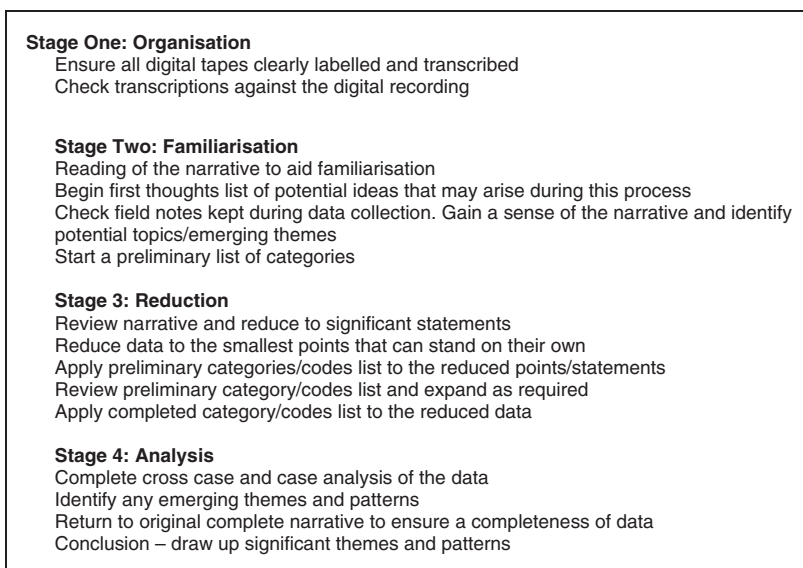 Stage One: Organisation
Ensure all digital tapes clearly labelled and transcribed
Check transcriptions against the digital recording
Stage Two: Familiarisation
Reading of the narrative to aid familiarisation
Begin first thoughts list of potential ideas that may arise during this process
Check field notes kept during data collection. Gain a sense of the narrative and identify
potential topics/emerging themes
Start a preliminary list of categories
Stage 3: Reduction
Review narrative and reduce to significant statements
Reduce data to the smallest points that can stand on their own
Apply preliminary categories/codes list to the reduced points/statements
Review preliminary category/codes list and expand as required
Apply completed category/codes list to the reduced data
Stage 4: Analysis
Complete cross case and case analysis of the data
Identify any emerging themes and patterns
Return to original complete narrative to ensure a completeness of data
Conclusion – draw up significant themes and patterns